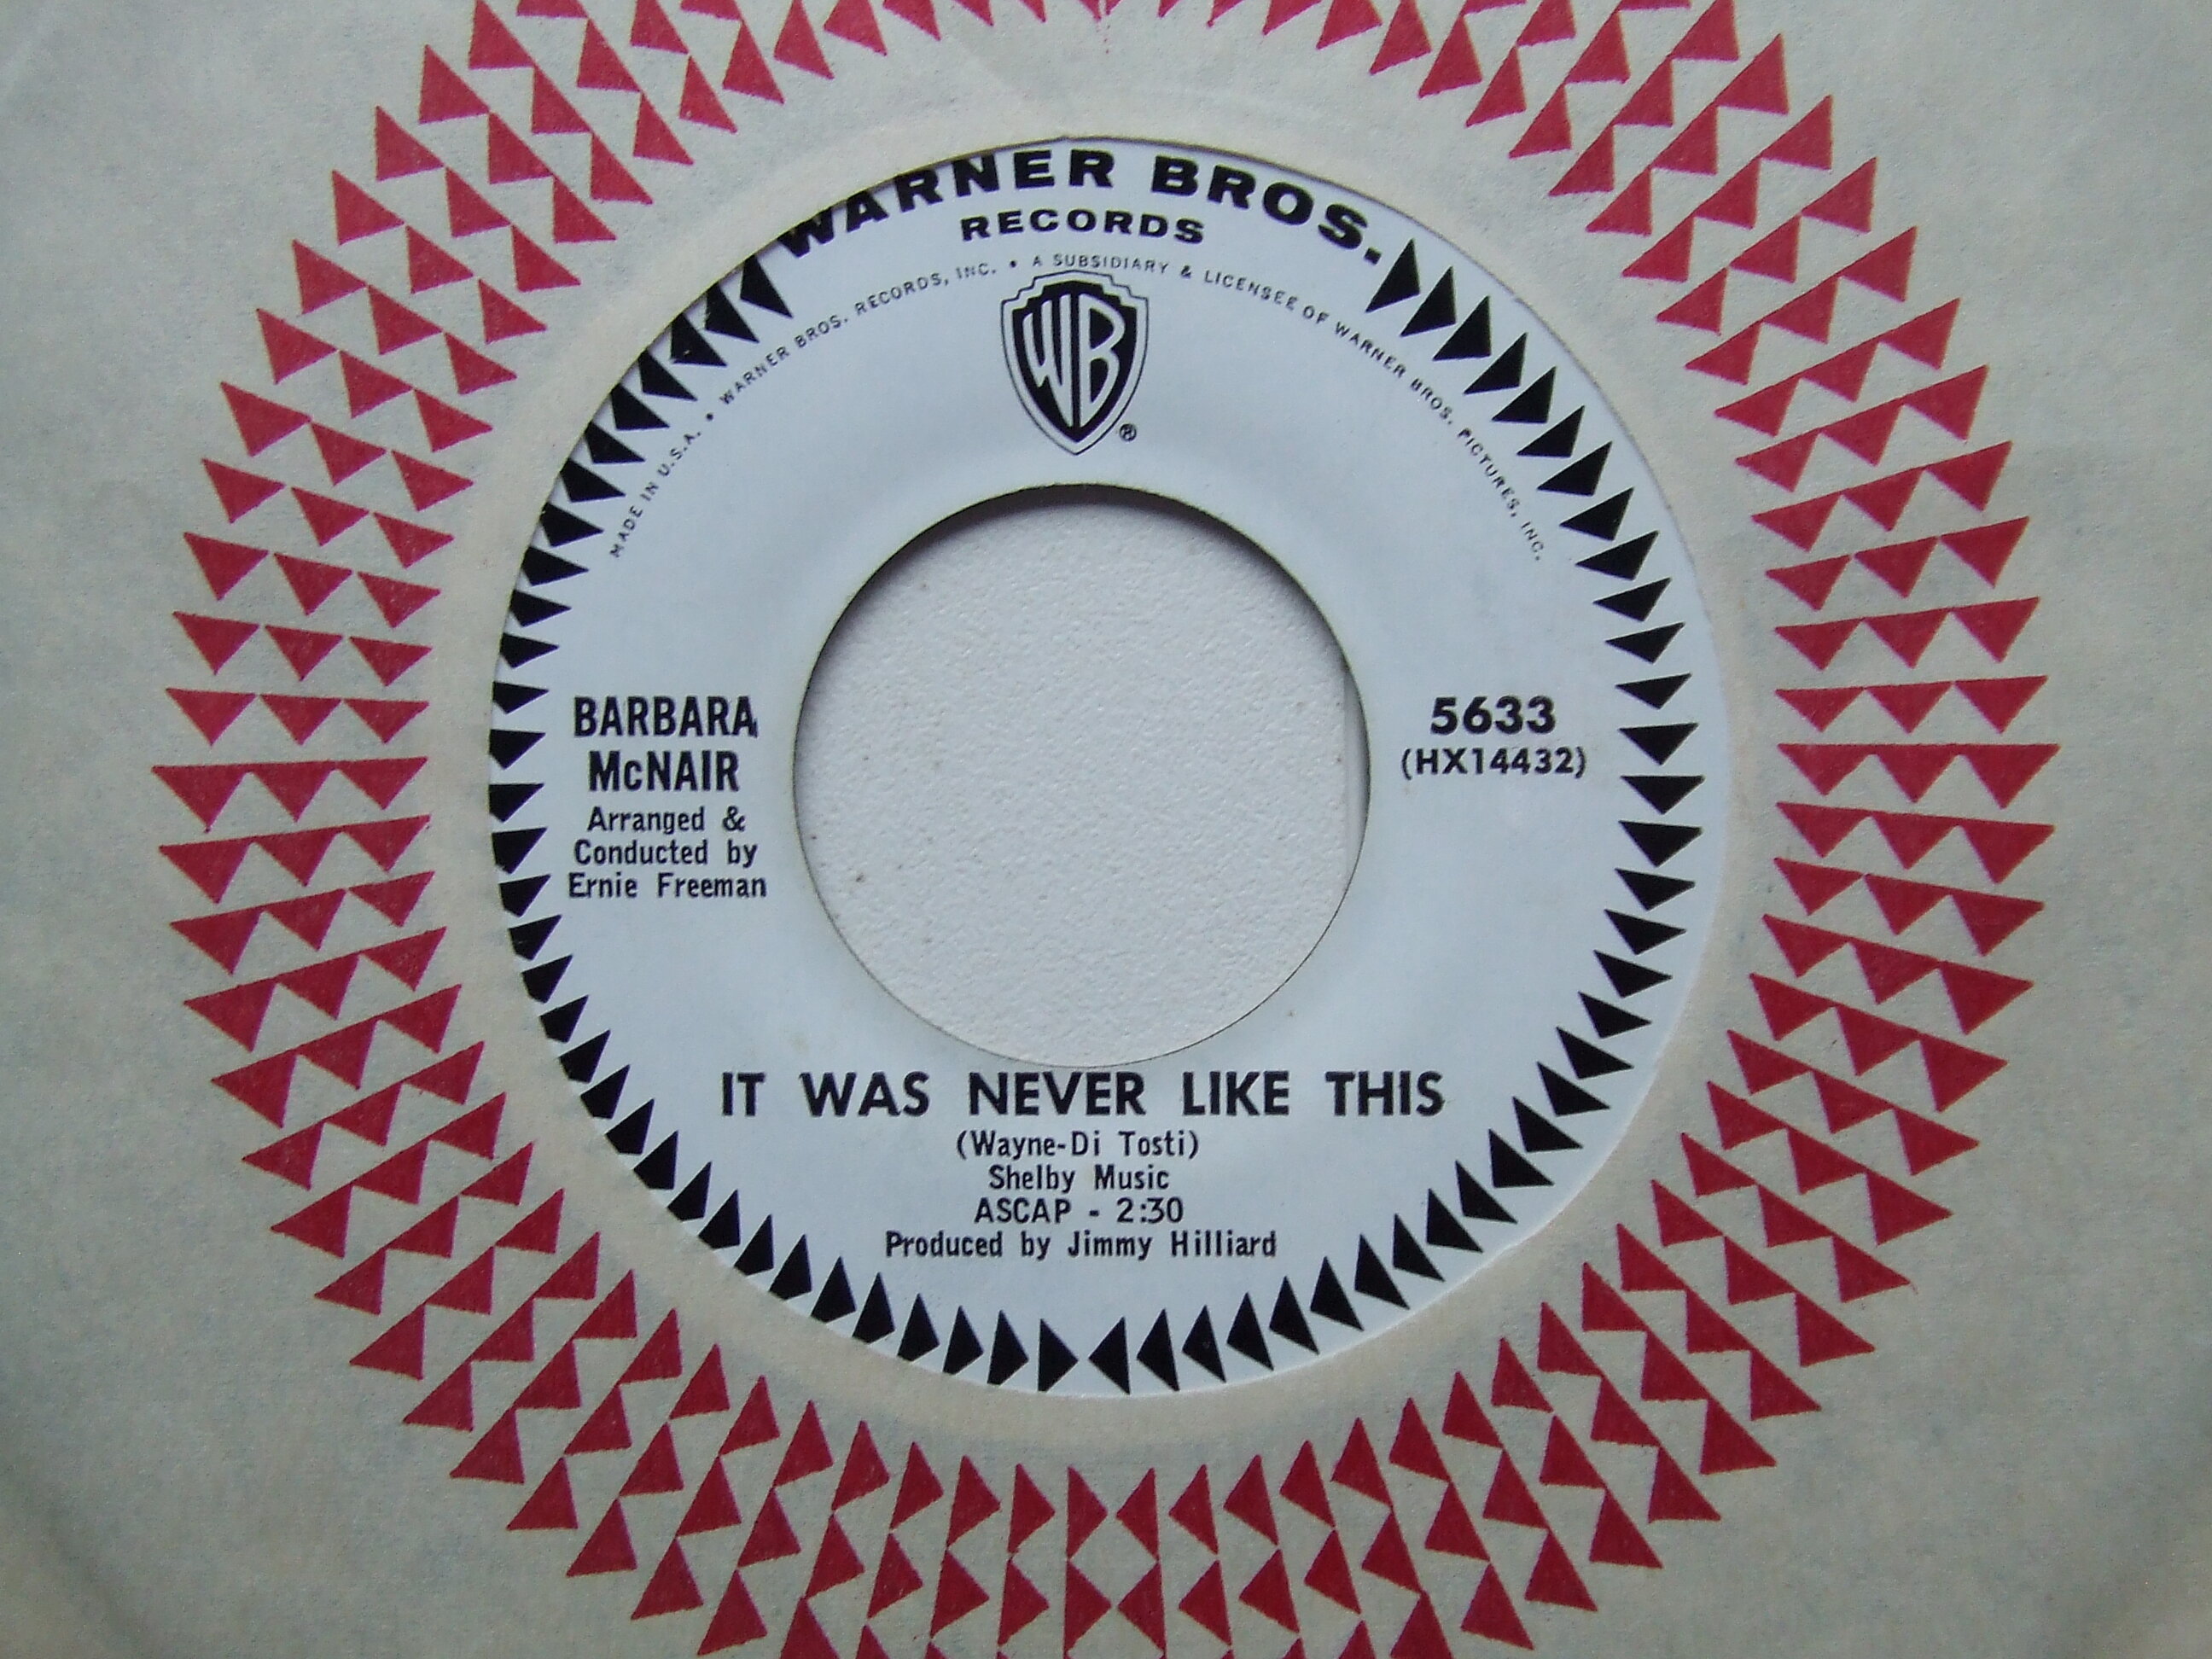 WARNER BROS.
RECORDS
MADE IN U.S.A. • WARNER BROS. RECORDS, INC. • A SUBSIDIARY & LICENSEE OF WARNER BROS. PICTURES, INC.
WB
®
BARBARA
McNAIR
Arranged &
Conducted by
Ernie Freeman
5633
(HX14432)
IT WAS NEVER LIKE THIS
(Wayne-Di Tosti)
Shelby Music
ASCAP - 2:30
Produced by Jimmy Hilliard